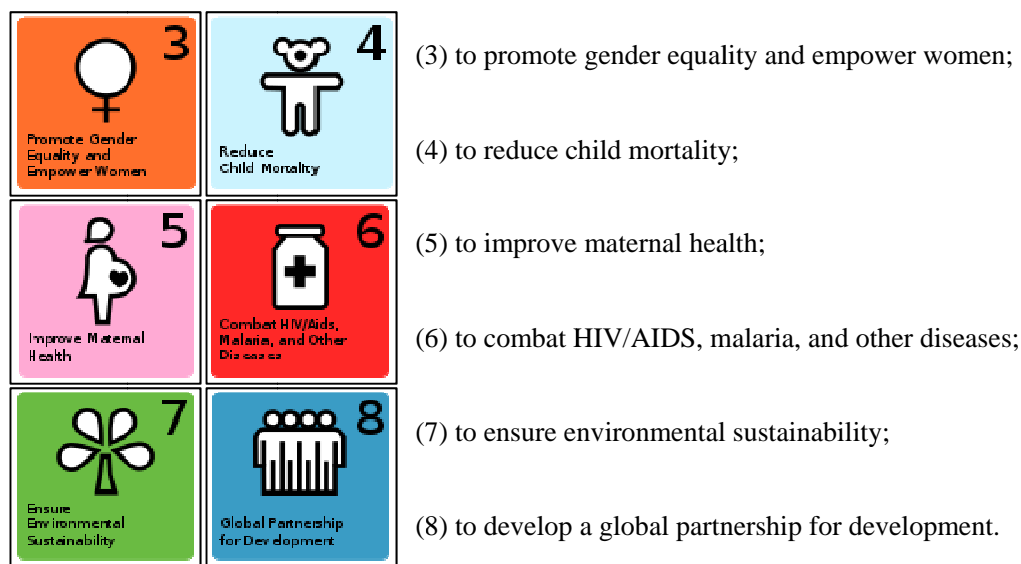 3
Promote Gender
Equality and
Empower Women
4
Reduce
Child Mortality
(3) to promote gender equality and empower women;
(4) to reduce child mortality;
5
Improve Maternal
Health
6
Combat HIV/Aids,
Malaria, and Other
Diseases
(5) to improve maternal health;
(6) to combat HIV/AIDS, malaria, and other diseases;
7
Ensure
Environmental
Sustainability
8
Global Partnership
for Development
(7) to ensure environmental sustainability;
(8) to develop a global partnership for development.